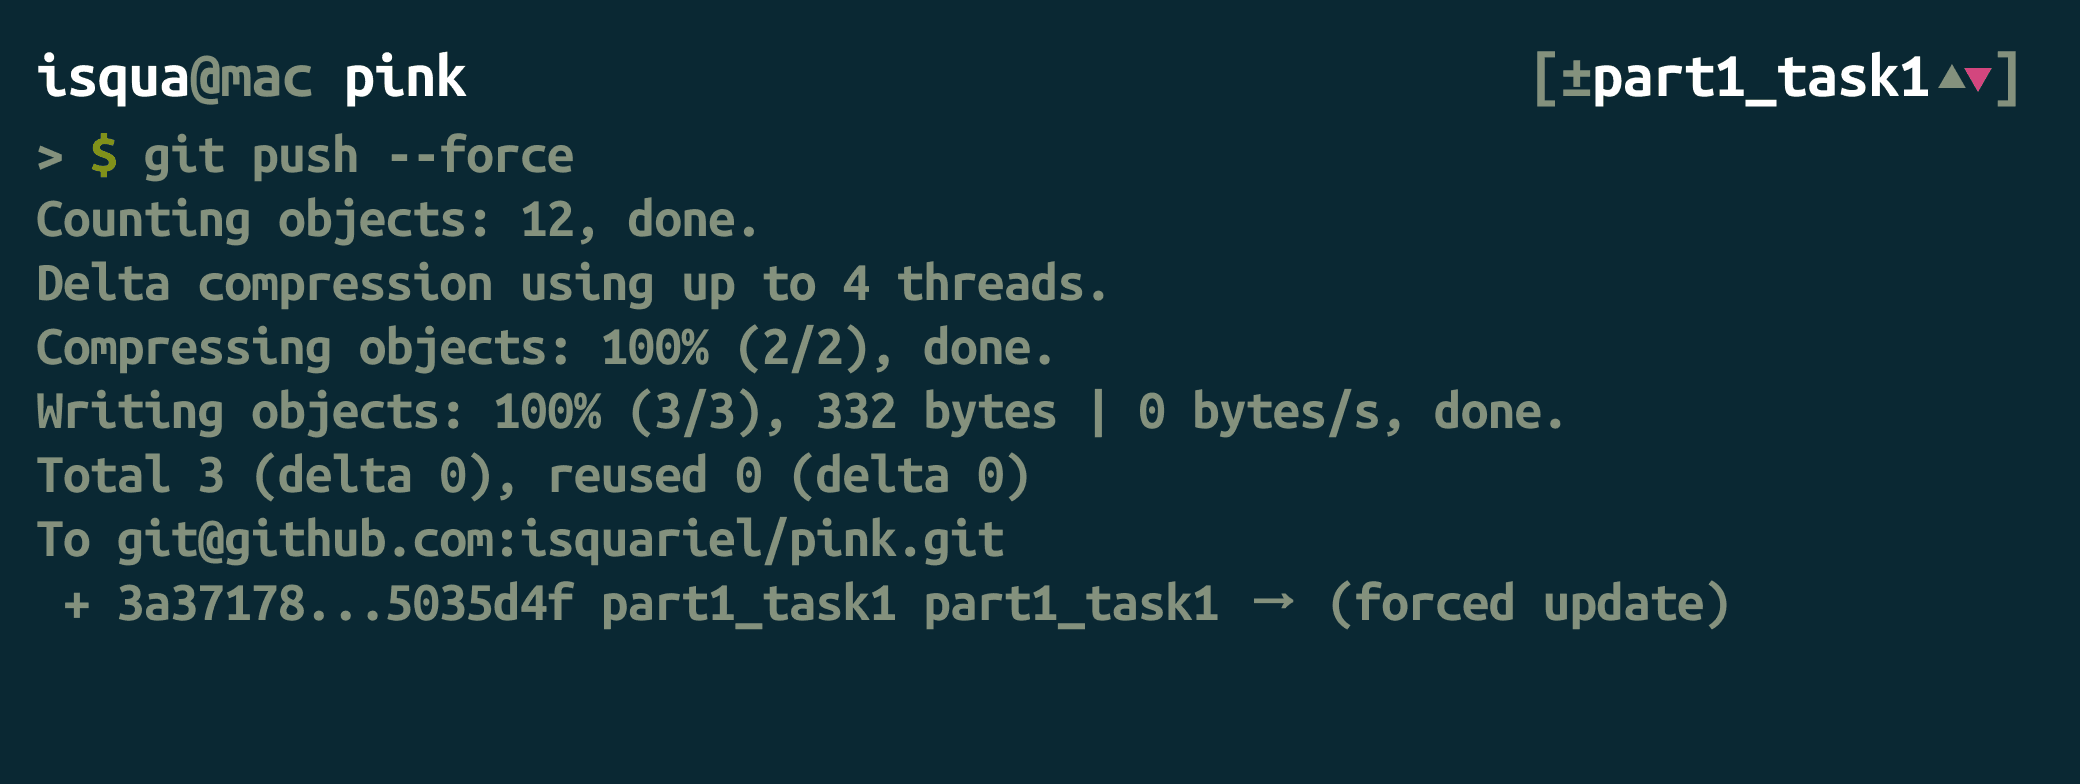 isqua@mac pink [±part1_task1▲▼]
> $ git push --force
Counting objects: 12, done.
Delta compression using up to 4 threads.
Compressing objects: 100% (2/2), done.
Writing objects: 100% (3/3), 332 bytes | 0 bytes/s, done.
Total 3 (delta 0), reused 0 (delta 0)
To git@github.com:isquariel/pink.git
 + 3a37178...5035d4f part1_task1 part1_task1 → (forced update)